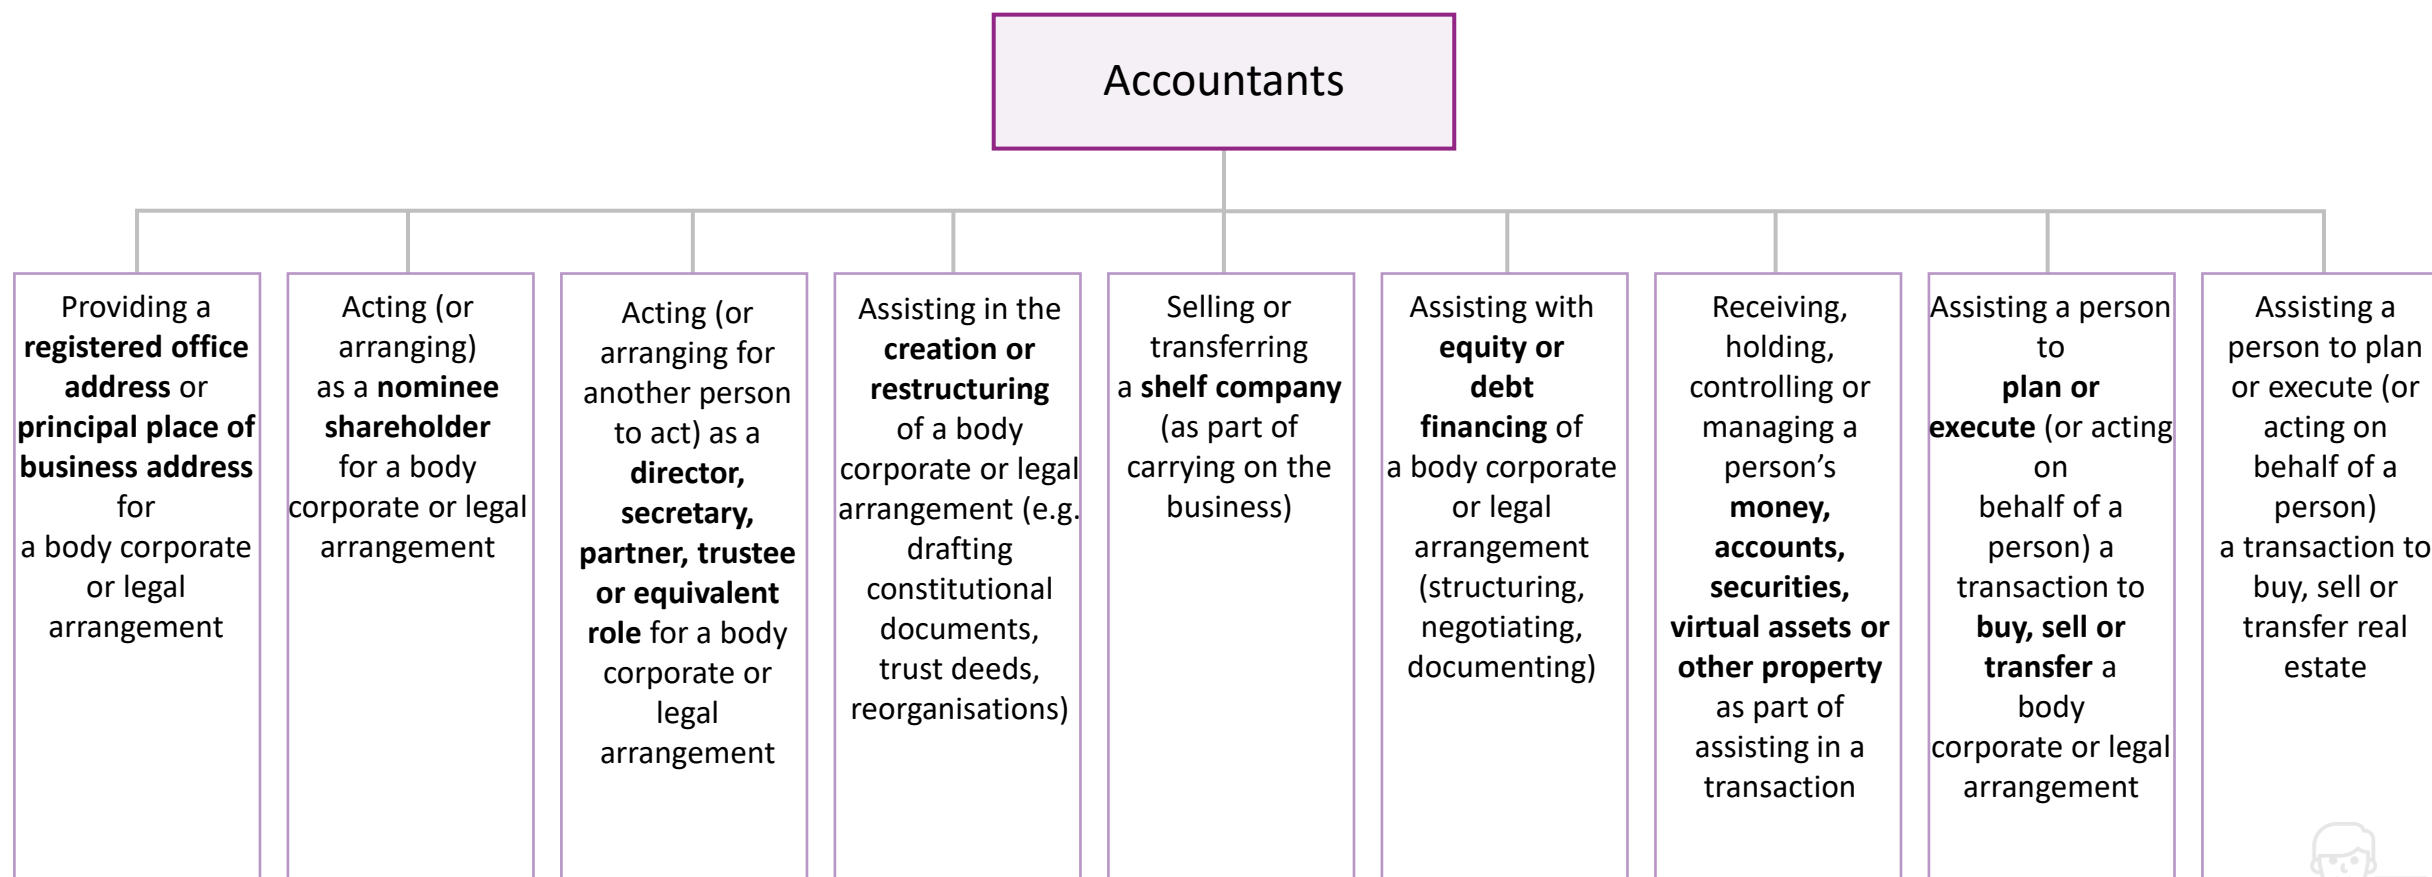 Accountants
Providing a
registered office
address or
principal place of
business address
for
a body corporate
or legal
arrangement
Acting (or
arranging)
as a nominee
shareholder
for a body
corporate or legal
arrangement
Acting (or
arranging for
another person
to act) as a
director,
secretary,
partner, trustee
or equivalent
role for a body
corporate or
legal
arrangement
Assisting in the
creation or
restructuring
of a body
corporate or legal
arrangement (e.g.
drafting
constitutional
documents,
trust deeds,
reorganisations)
Selling or
transferring
a shelf company
(as part of
carrying on the
business)
Assisting with
equity or
debt
financing of
a body corporate
or legal
arrangement
(structuring,
negotiating,
documenting)
Receiving,
holding,
controlling or
managing a
person’s
money,
accounts,
securities,
virtual assets or
other property
as part of
assisting in a
transaction
Assisting a person
to
plan or
execute (or acting
on
behalf of a
person) a
transaction to
buy, sell or
transfer a
body
corporate or legal
arrangement
Assisting a
person to plan
or execute (or
acting on
behalf of a
person)
a transaction to
buy, sell or
transfer real
estate